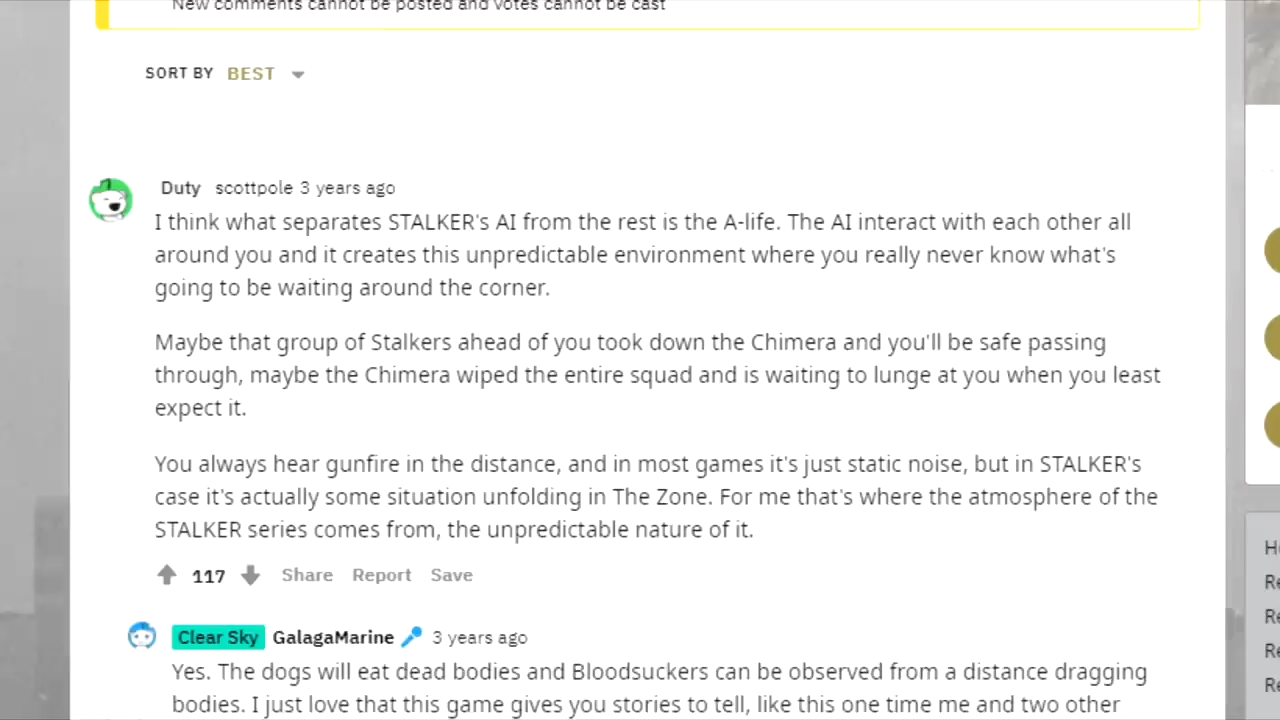 New comments cannot be posted and votes cannot be cast
SORT BY BEST
Duty scottpole 3 years ago
I think what separates STALKER's AI from the rest is the A-life. The AI interact with each other all
around you and it creates this unpredictable environment where you really never know what's
going to be waiting around the corner.
Maybe that group of Stalkers ahead of you took down the Chimera and you'll be safe passing
through, maybe the Chimera wiped the entire squad and is waiting to lunge at you when you least
expect it.
You always hear gunfire in the distance, and in most games it's just static noise, but in STALKER's
case it's actually some situation unfolding in The Zone. For me that's where the atmosphere of the
STALKER series comes from, the unpredictable nature of it.
117 Share Report Save
Clear Sky GalagaMarine 3 years ago
Yes. The dogs will eat dead bodies and Bloodsuckers can be observed from a distance dragging
bodies. I just love that this game gives you stories to tell, like this one time me and two other